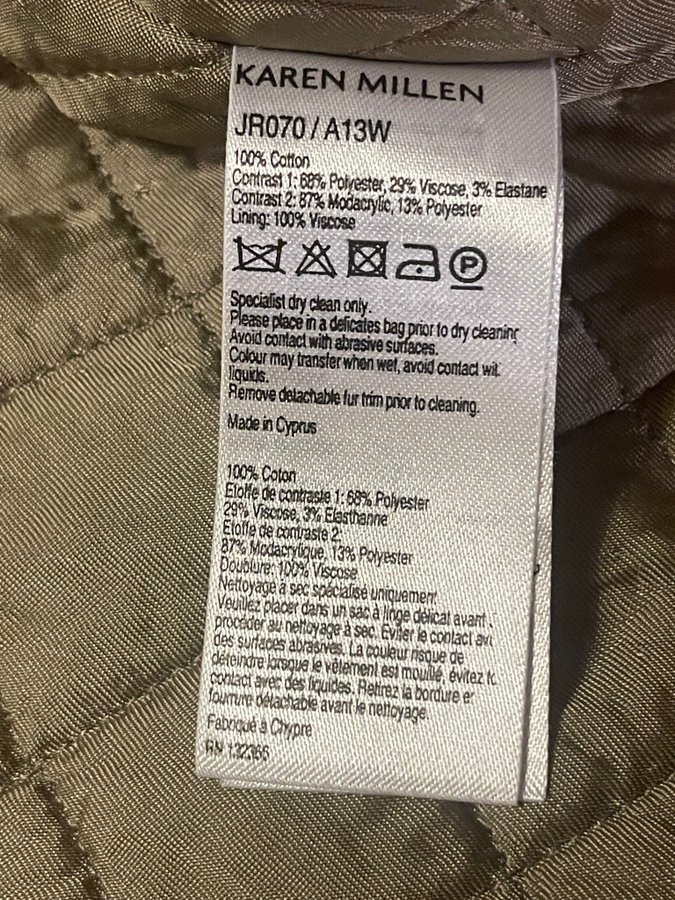 KAREN MILLEN
JR070 / A13W
100% Cotton
Contrast 1: 68% Polyester, 29% Viscose, 3% Elastane
Contrast 2: 87% Modacrylic, 13% Polyester
Lining: 100% Viscose
P
Specialist dry clean only.
Please place in a delicates bag prior to dry cleaning
Avoid contact with abrasive surfaces.
Colour may transfer when wet, avoid contact wit
liquids.
Remove detachable fur trim prior to cleaning.
Made in Cyprus
100% Coton
Etoffe de contraste 1: 68% Polyester
29% Viscose, 3% Elasthanne
Etoffe de contraste 2:
87% Modacrylique, 13% Polyester
Doublure: 100% Viscose
Nettoyage à sec spécialisé uniquement
Veuillez placer dans un sac à linge délicat avant
procéder au nettoyage à sec. Eviter le contact av
des surfaces abrasives. La couleur risque de
déteindre lorsque le vêtement est mouillé, évitez
contact avec des liquides. Retirez la bordure e
fourrure détachable avant le nettoyage.
Fabriqué à Chypre
RN 132366